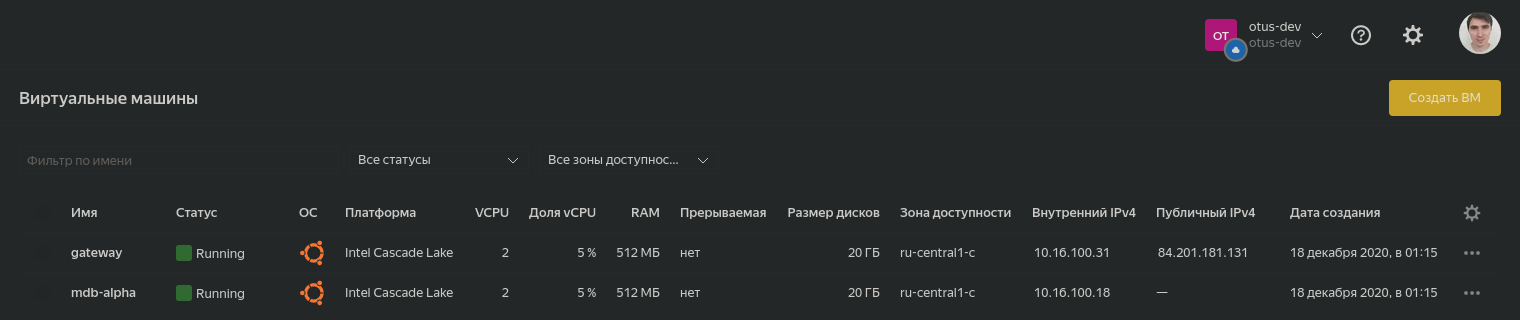 OT otus-dev
otus-dev
Виртуальные машины Создать ВМ
Фильтр по имени Все статусы Все зоны доступнос...
Имя Статус ОС Платформа VCPU Доля vCPU RAM Прерываемая Размер дисков Зона доступности Внутренний IPv4 Публичный IPv4 Дата создания
gateway Running Intel Cascade Lake 2 5 % 512 МБ нет 20 ГБ ru-central1-c 10.16.100.31 84.201.181.131 18 декабря 2020, в 01:15
mdb-alpha Running Intel Cascade Lake 2 5 % 512 МБ нет 20 ГБ ru-central1-c 10.16.100.18 — 18 декабря 2020, в 01:15